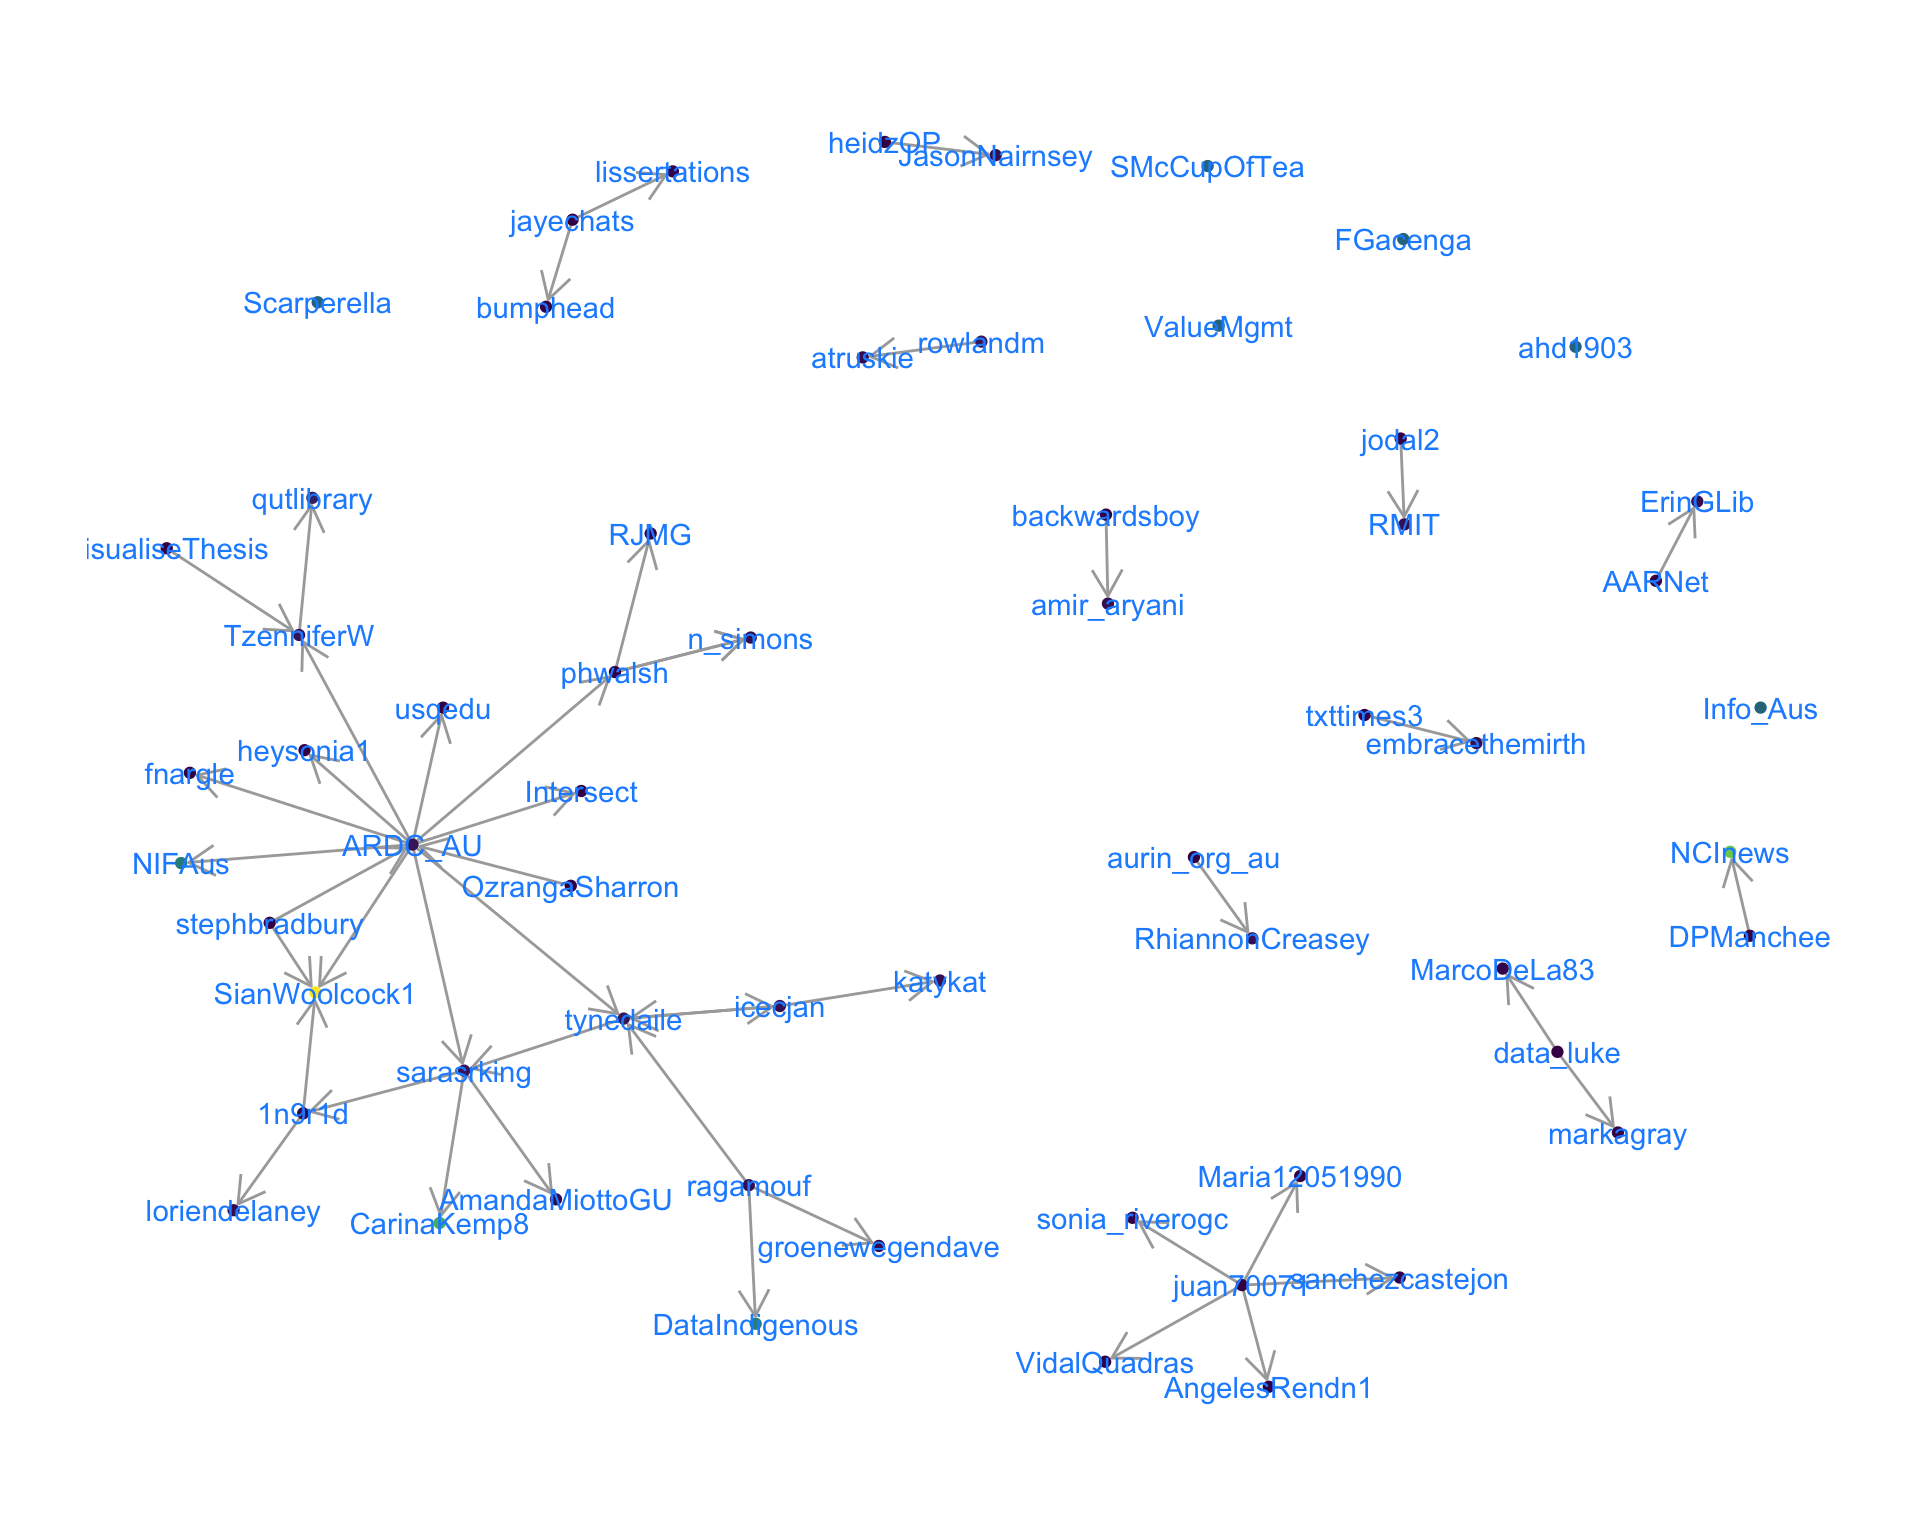 heidzOP
JasonNairnsey
SMcCupOfTea
lissertations
jayechats
FGacenga
Scarperella
bumphead
ValueMgmt
rowlandm
ahd1903
atruskie
jodal2
qutlibrary
ErinGLib
backwardsboy
RMIT
RJMG
isualiseThesis
AARNet
amir_aryani
TzenniferW
n_simons
phwalsh
usqedu
Info_Aus
txttimes3
embracethemirth
heysonia1
fnargle
Intersect
ARDC_AU
NCInews
aurin_org_au
NIFAus
OzrangaSharron
stephbradbury
DPManchee
RhiannonCreasey
MarcoDeLa83
katykat
SianWoolcock1
iceejan
tynedaile
data_luke
sarasrking
1n9r1d
markagray
Maria12051990
ragamouf
AmandaMiottoGU
loriendelaney
sonia_riverogc
CarinaKemp8
groenewegendave
sanchezcastejon
juan70071
DataIndigenous
VidalQuadras
AngelesRendn1